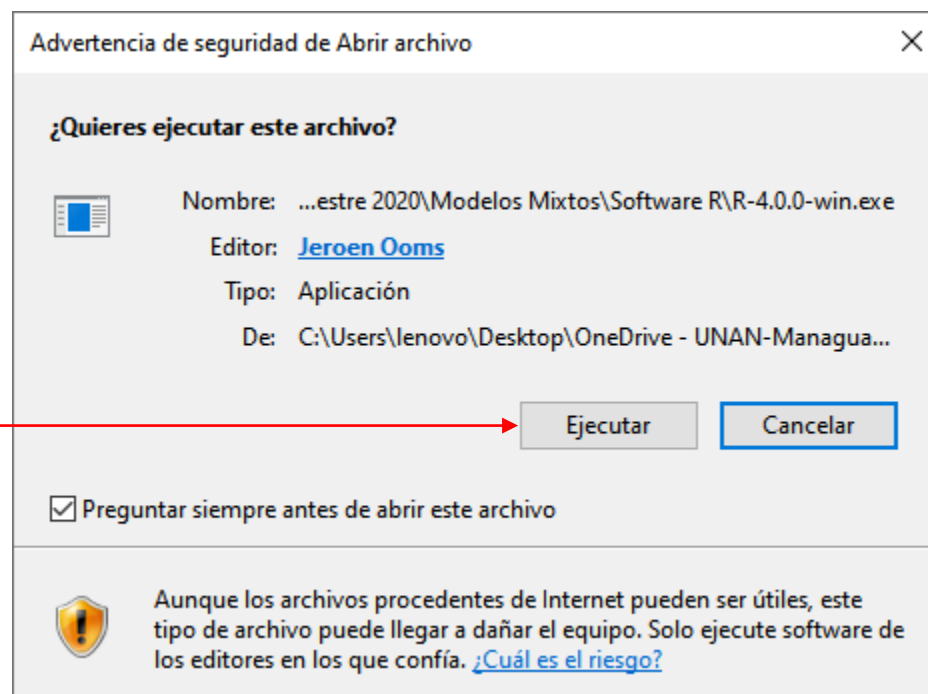 Advertencia de seguridad de Abrir archivo
¿Quieres ejecutar este archivo?
Nombre: ...estre 2020\Modelos Mixtos\Software R\R-4.0.0-win.exe
Editor: Jeroen Ooms
Tipo: Aplicación
De: C:\Users\lenovo\Desktop\OneDrive - UNAN-Managua...
Ejecutar Cancelar
Preguntar siempre antes de abrir este archivo
Aunque los archivos procedentes de Internet pueden ser útiles, este
tipo de archivo puede llegar a dañar el equipo. Solo ejecute software de
los editores en los que confía. ¿Cuál es el riesgo?